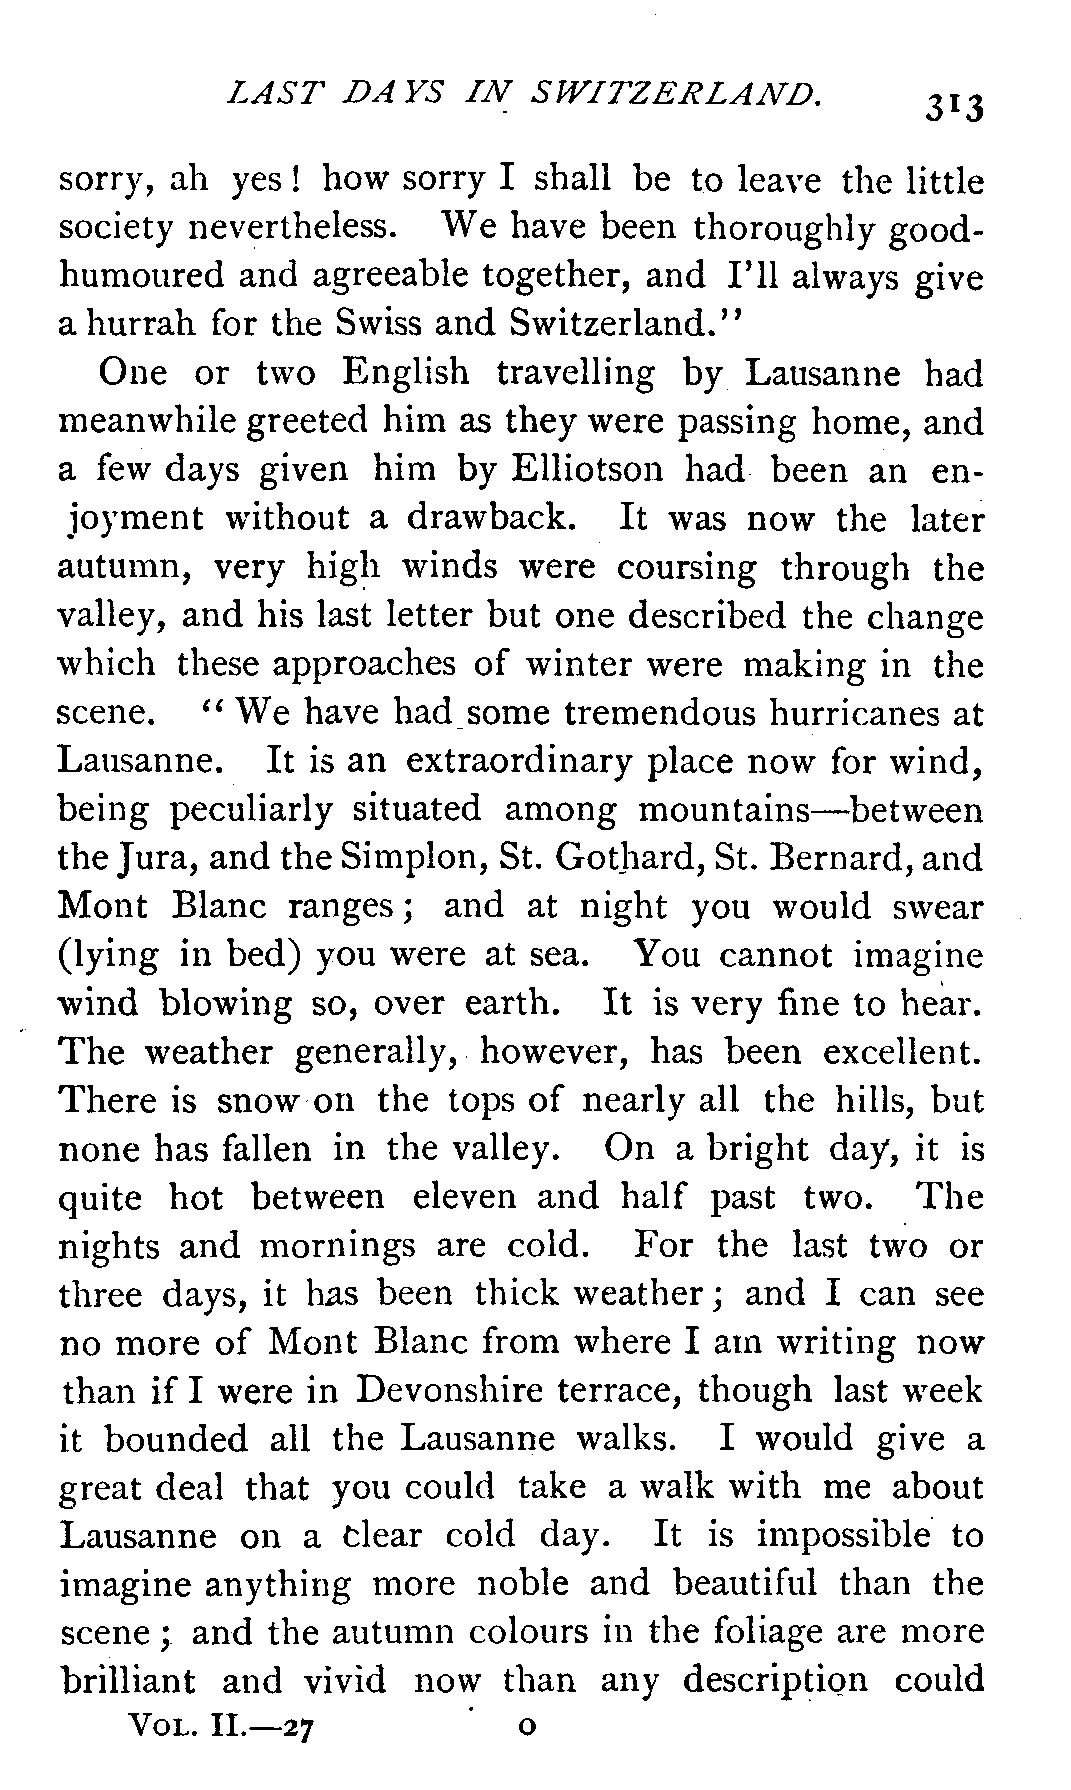 LAST DAYS IN SWITZERLAND. 313
sorry, ah yes! how sorry I shall be to leave the little
society nevertheless. We have been thoroughly good-
humoured and agreeable together, and I'll always give
a hurrah for the Swiss and Switzerland."
One or two English travelling by Lausanne had
meanwhile greeted him as they were passing home, and
a few days given him by Elliotson had been an en-
joyment without a drawback. It was now the later
autumn, very high winds were coursing through the
valley, and his last letter but one described the change
which these approaches of winter were making in the
scene. "We have had some tremendous hurricanes at
Lausanne. It is an extraordinary place now for wind,
being peculiarly situated among mountains—between
the Jura, and the Simplon, St. Gothard, St. Bernard, and
Mont Blanc ranges; and at night you would swear
(lying in bed) you were at sea. You cannot imagine
wind blowing so, over earth. It is very fine to hear.
The weather generally, however, has been excellent.
There is snow on the tops of nearly all the hills, but
none has fallen in the valley. On a bright day, it is
quite hot between eleven and half past two. The
nights and mornings are cold. For the last two or
three days, it has been thick weather; and I can see
no more of Mont Blanc from where I am writing now
than if I were in Devonshire terrace, though last week
it bounded all the Lausanne walks. I would give a
great deal that you could take a walk with me about
Lausanne on a clear cold day. It is impossible to
imagine anything more noble and beautiful than the
scene; and the autumn colours in the foliage are more
brilliant and vivid now than any description could
VOL. II.—27 O